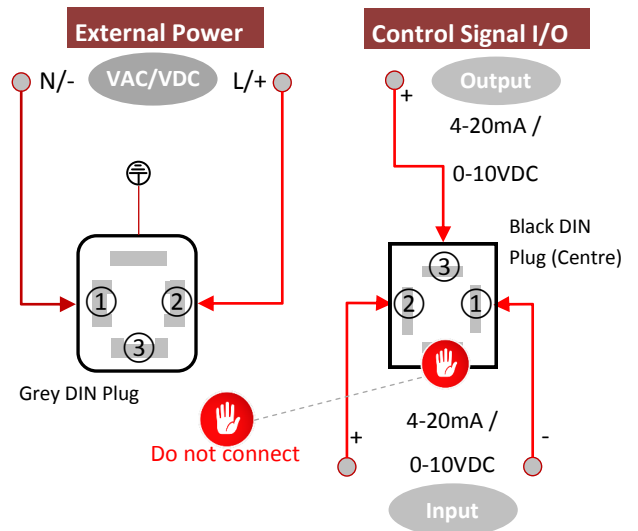 External Power
N/-
VAC/VDC
L/+
1
2
3
Grey DIN Plug
Do not connect
Control Signal I/O
Output
+
4-20mA /
0-10VDC
Black DIN
Plug (Centre)
3
2
1
+
4-20mA /
-
0-10VDC
Input